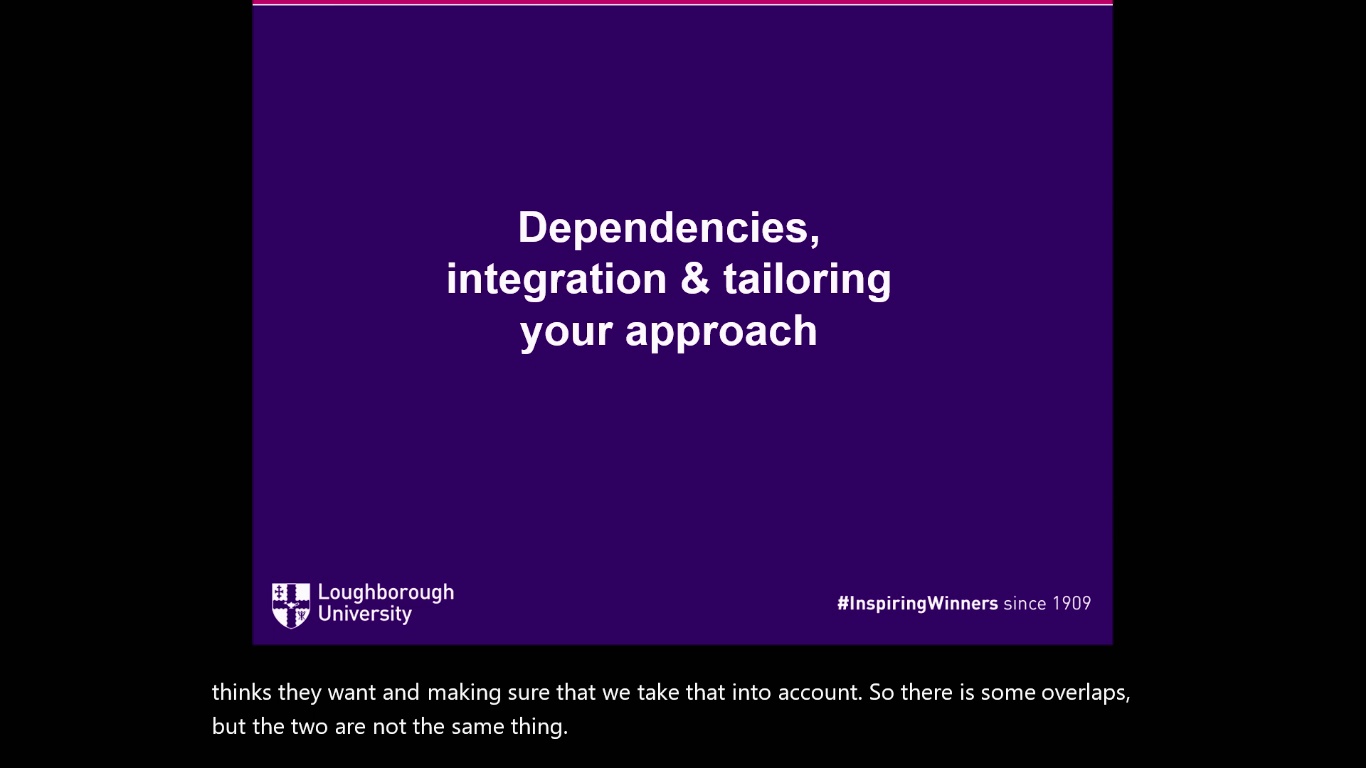 Dependencies,
integration & tailoring
your approach
Loughborough
University
#InspiringWinners since 1909
thinks they want and making sure that we take that into account. So there is some overlaps,
but the two are not the same thing.